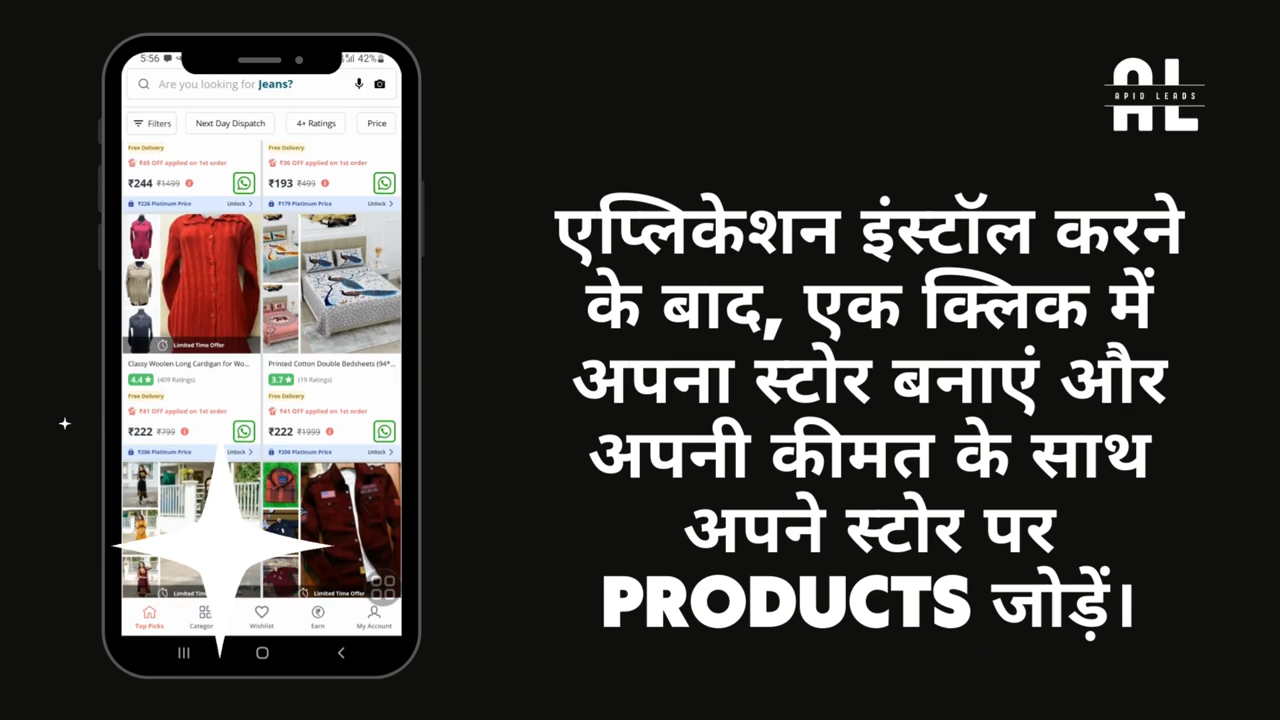 5:56
42%
Are you looking for Jeans?
Filters
Next Day Dispatch
4+ Ratings
Price
Free Delivery
Free Delivery
₹45 OFF applied on 1st order
₹36 OFF applied on 1st order
₹244 ₹1499
₹193 ₹499
₹226 Platinum Price Unlock
₹179 Platinum Price Unlock
Limited Time Offer
Classy Woolen Long Cardigan for Wo...
Printed Cotton Double Bedsheets (94*...
4.4 ★ (409 Ratings)
3.7 ★ (19 Ratings)
Free Delivery
Free Delivery
₹41 OFF applied on 1st order
₹41 OFF applied on 1st order
₹222 ₹799
₹222 ₹1999
₹206 Platinum Price Unlock
₹206 Platinum Price Unlock
Limited Time Offer
Top Picks
Wishlist
Earn
My Account
AL
APID LEADS
एप्लिकेशन इंस्टॉल करने
के बाद, एक क्लिक में
अपना स्टोर बनाएं और
अपनी कीमत के साथ
अपने स्टोर पर
PRODUCTS जोड़ें।